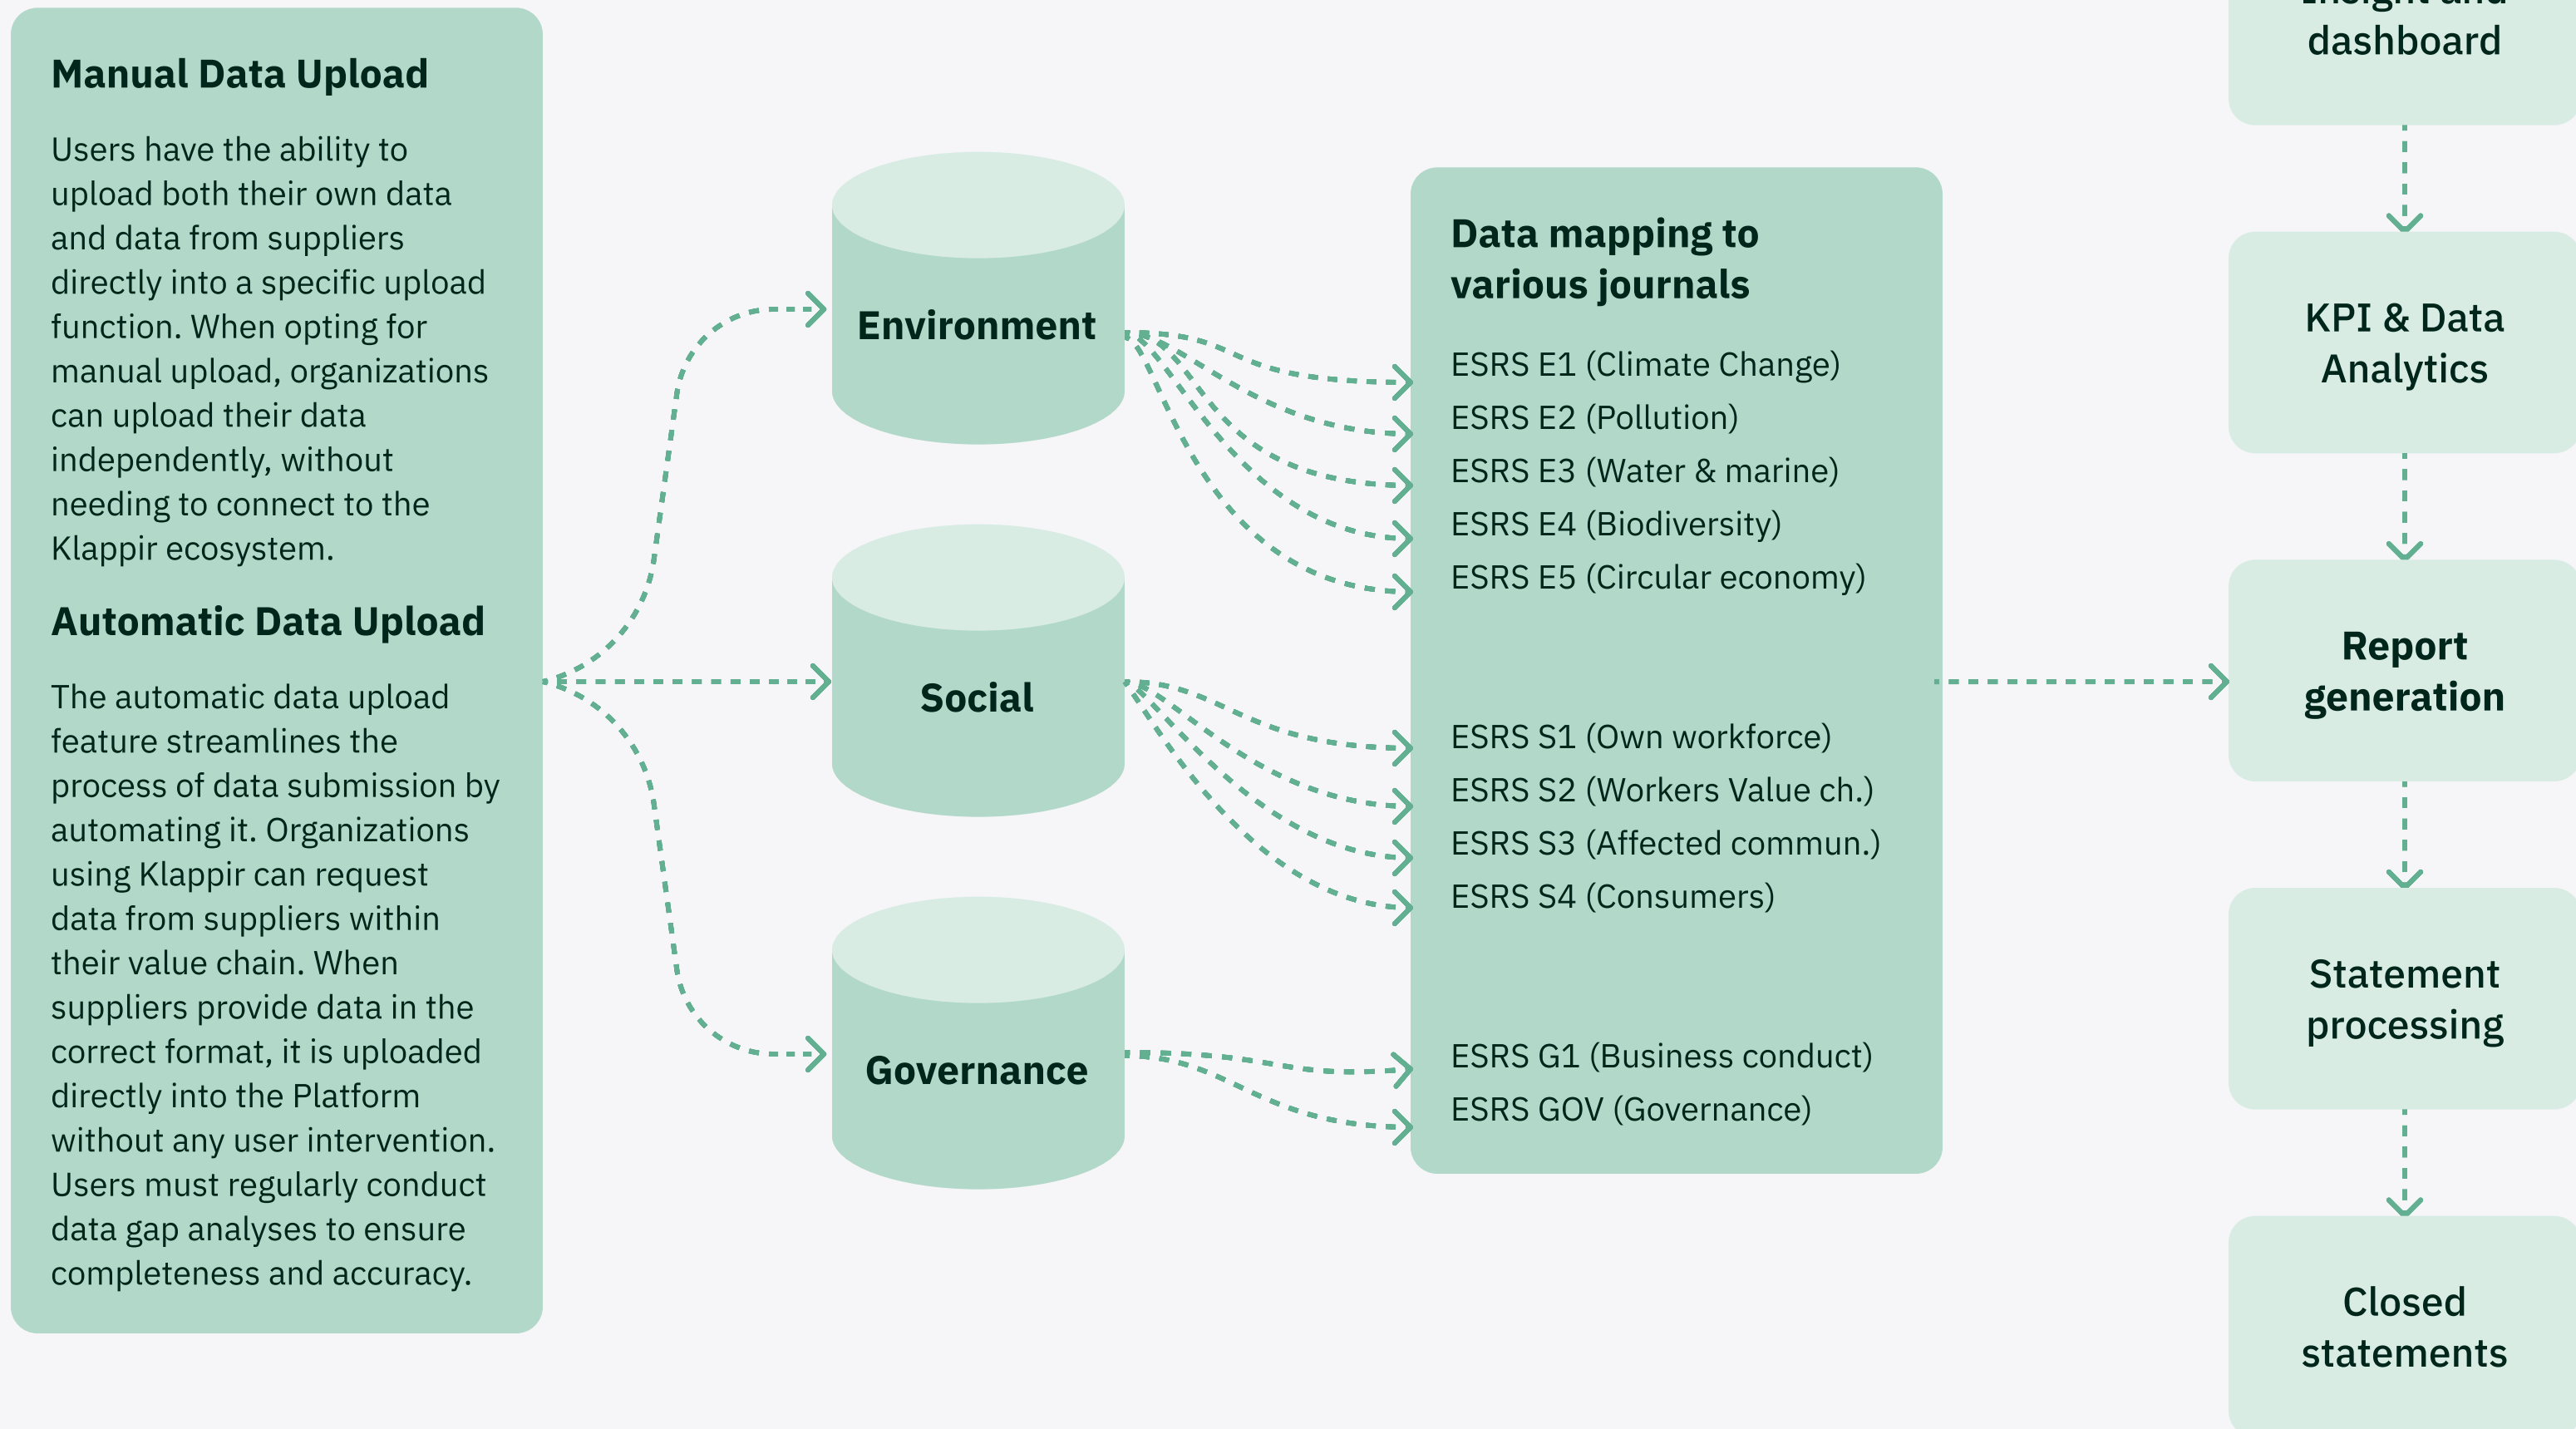 Manual Data Upload
Users have the ability to
upload both their own data
and data from suppliers
directly into a specific upload
function. When opting for
manual upload, organizations
can upload their data
independently, without
needing to connect to the
Klappir ecosystem.
Automatic Data Upload
The automatic data upload
feature streamlines the
process of data submission by
automating it. Organizations
using Klappir can request
data from suppliers within
their value chain. When
suppliers provide data in the
correct format, it is uploaded
directly into the Platform
without any user intervention.
Users must regularly conduct
data gap analyses to ensure
completeness and accuracy.
Environment
Social
Governance
Data mapping to
various journals
ESRS E1 (Climate Change)
ESRS E2 (Pollution)
ESRS E3 (Water & marine)
ESRS E4 (Biodiversity)
ESRS E5 (Circular economy)
ESRS S1 (Own workforce)
ESRS S2 (Workers Value ch.)
ESRS S3 (Affected commun.)
ESRS S4 (Consumers)
ESRS G1 (Business conduct)
ESRS GOV (Governance)
Insight and
dashboard
KPI & Data
Analytics
Report
generation
Statement
processing
Closed
statements